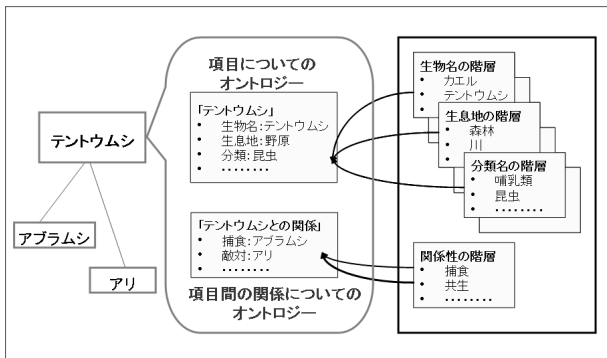 テントウムシ
アブラムシ
アリ
項目についての
オントロジー
「テントウムシ」
• 生物名:テントウムシ
• 生息地:野原
• 分類:昆虫
• ………
「テントウムシとの関係」
• 捕食:アブラムシ
• 敵対:アリ
• ………
項目間の関係についての
オントロジー
生物名の階層
• カエル
• テントウムシ
•
生息地の階層
• 森林
• 川
•
分類名の階層
• 哺乳類
• 昆虫
• ………
関係性の階層
• 捕食
• 共生
• ………